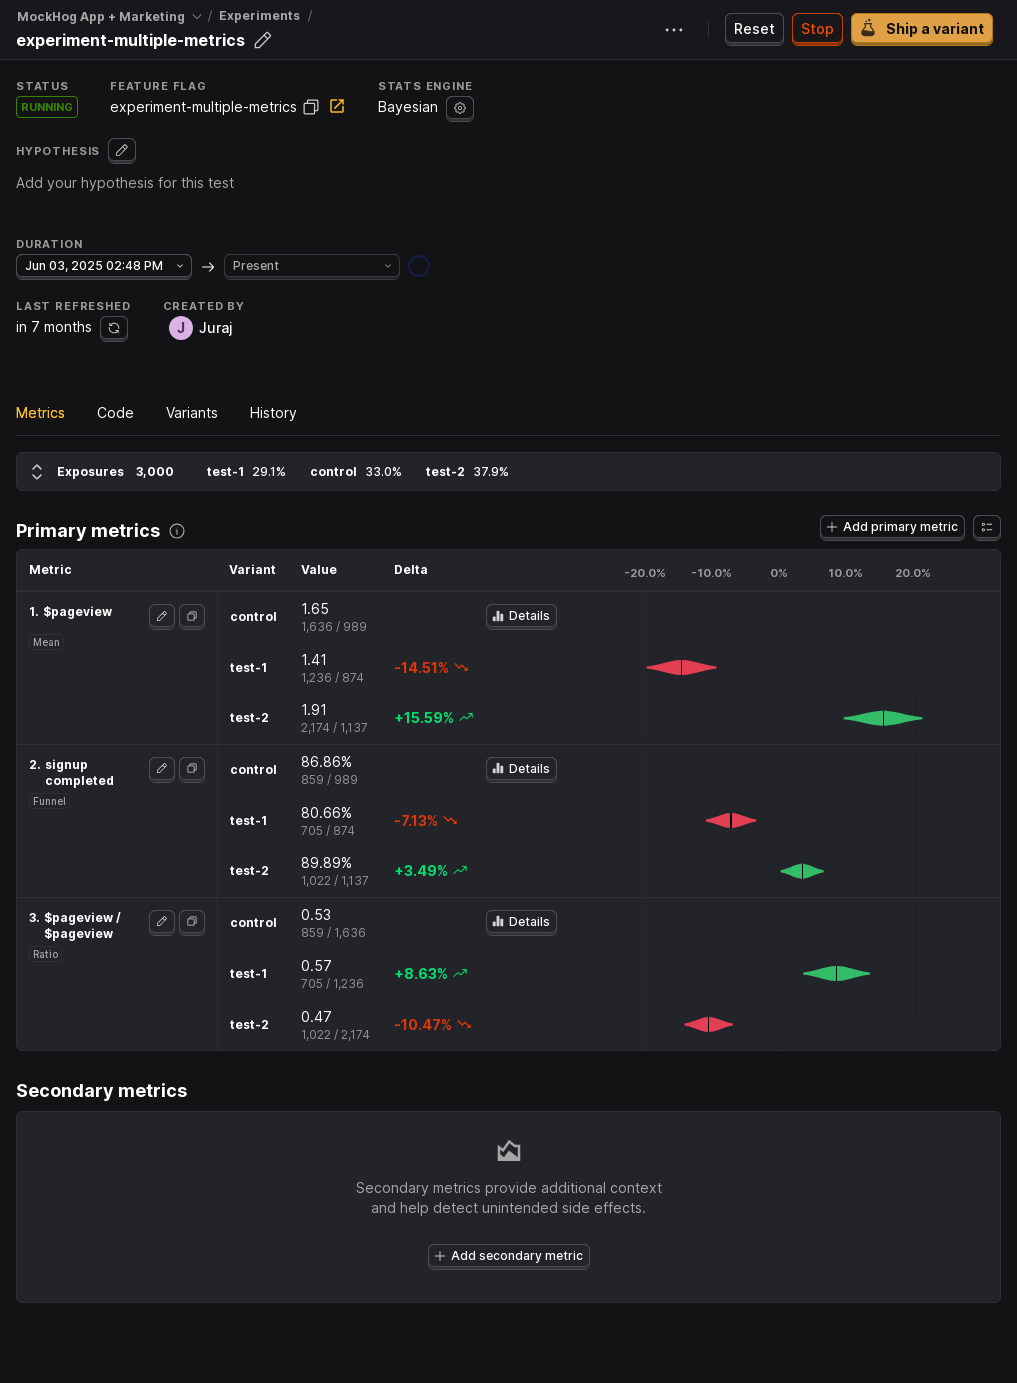 MockHog App + Marketing / Experiments /
experiment-multiple-metrics
Reset Stop Ship a variant
STATUS FEATURE FLAG STATS ENGINE
RUNNING experiment-multiple-metrics Bayesian
HYPOTHESIS
Add your hypothesis for this test
DURATION
Jun 03, 2025 02:48 PM → Present
LAST REFRESHED CREATED BY
in 7 months J Juraj
Metrics Code Variants History
Exposures 3,000 test-1 29.1% control 33.0% test-2 37.9%
Primary metrics
Add primary metric
Metric Variant Value Delta -20.0% -10.0% 0% 10.0% 20.0%
1. $pageview
Mean
control 1.65 Details
1,636 / 989
test-1 1.41 -14.51%
1,236 / 874
test-2 1.91 +15.59%
2,174 / 1,137
2. signup
completed
Funnel
control 86.86% Details
859 / 989
test-1 80.66% -7.13%
705 / 874
test-2 89.89% +3.49%
1,022 / 1,137
3. $pageview /
$pageview
Ratio
control 0.53 Details
859 / 1,636
test-1 0.57 +8.63%
705 / 1,236
test-2 0.47 -10.47%
1,022 / 2,174
Secondary metrics
Secondary metrics provide additional context
and help detect unintended side effects.
Add secondary metric